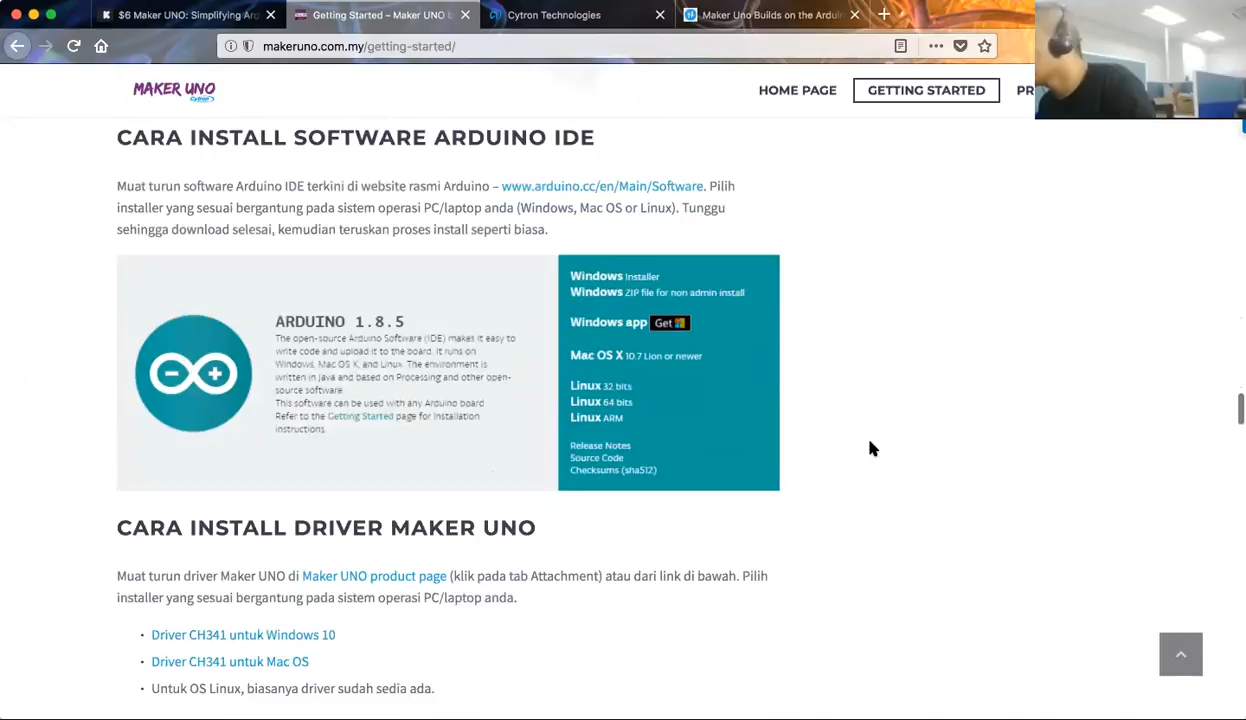 $6 Maker UNO: Simplifying Ard
Getting Started – Maker UNO b
Cytron Technologies
Maker Uno Builds on the Ardui
makeruno.com.my/getting-started/
MAKER UNO
Cytron
HOME PAGE
GETTING STARTED
PR
CARA INSTALL SOFTWARE ARDUINO IDE
Muat turun software Arduino IDE terkini di website rasmi Arduino – www.arduino.cc/en/Main/Software. Pilih
installer yang sesuai bergantung pada sistem operasi PC/laptop anda (Windows, Mac OS or Linux). Tunggu
sehingga download selesai, kemudian teruskan proses install seperti biasa.
ARDUINO 1.8.5
The open-source Arduino Software (IDE) makes it easy to
write code and upload it to the board. It runs on
Windows, Mac OS X, and Linux. The environment is
written in Java and based on Processing and other open-
source software.
This software can be used with any Arduino board.
Refer to the Getting Started page for Installation
instructions.
Windows Installer
Windows ZIP file for non admin install
Windows app Get
Mac OS X 10.7 Lion or newer
Linux 32 bits
Linux 64 bits
Linux ARM
Release Notes
Source Code
Checksums (sha512)
CARA INSTALL DRIVER MAKER UNO
Muat turun driver Maker UNO di Maker UNO product page (klik pada tab Attachment) atau dari link di bawah. Pilih
installer yang sesuai bergantung pada sistem operasi PC/laptop anda.
• Driver CH341 untuk Windows 10
• Driver CH341 untuk Mac OS
• Untuk OS Linux, biasanya driver sudah sedia ada.